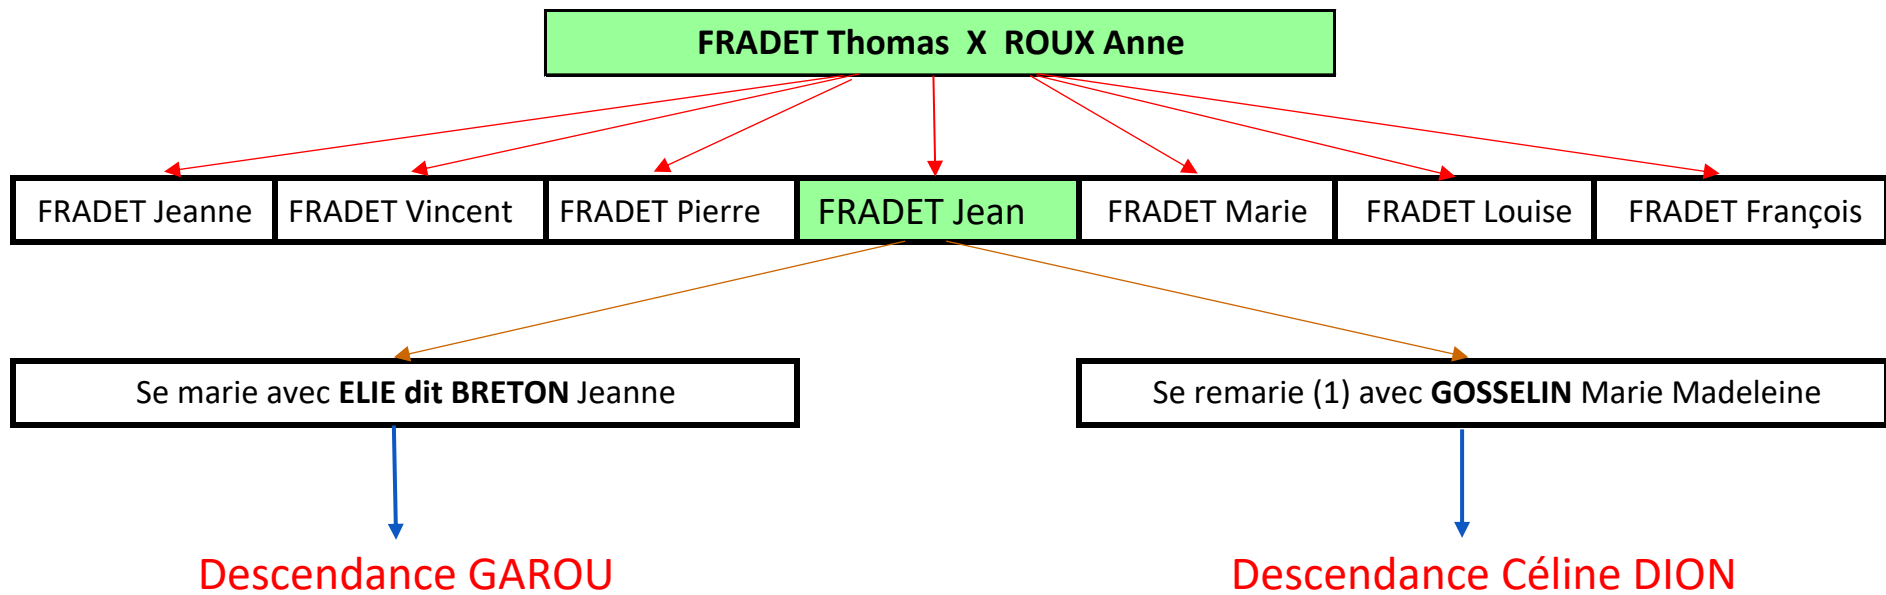 FRADET Thomas X ROUX Anne
FRADET Jeanne
FRADET Vincent
FRADET Pierre
FRADET Jean
FRADET Marie
FRADET Louise
FRADET François
Se marie avec ELIE dit BRETON Jeanne
Se remarie (1) avec GOSSELIN Marie Madeleine
Descendance GAROU
Descendance Céline DION